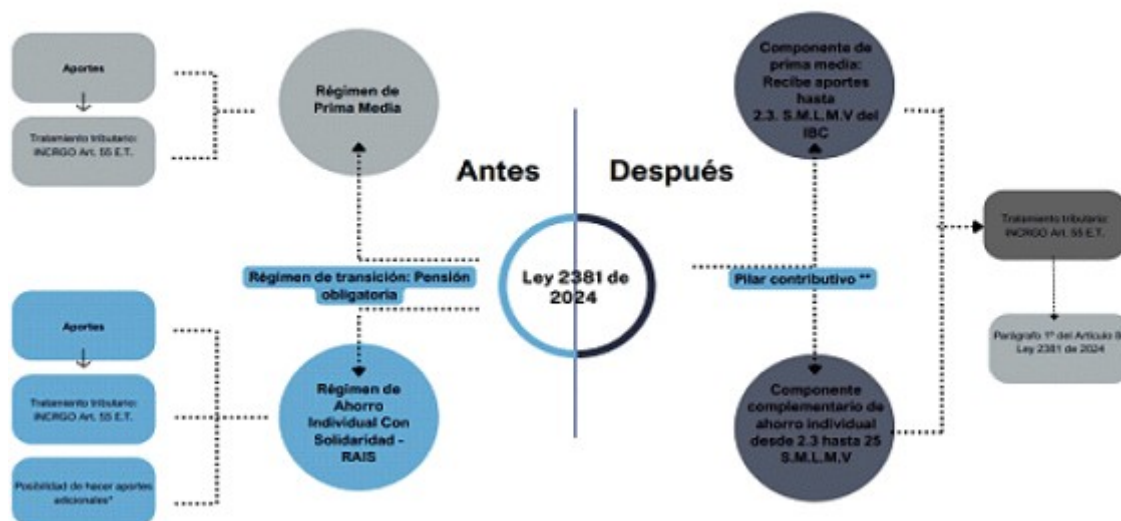 Aportes
Tratamiento tributario:
INCRGO Art. 55 E.T.
Régimen de
Prima Media
Antes
Régimen de transición: Pensión
obligatoria
Aportes
Tratamiento tributario:
INCRGO Art. 55 E.T.
Posibilidad de hacer aportes
adicionales*
Régimen de
Ahorro
Individual Con
Solidaridad -
RAIS
Ley 2381 de
2024
Después
Componente de
prima media:
Recibe aportes
hasta
2.3. S.M.L.M.V del
IBC
Pilar contributivo **
Componente
complementario de
ahorro individual
desde 2.3 hasta 25
S.M.L.M.V
Tratamiento tributario:
INCRGO Art. 55 E.T.
Parágrafo 1º del Artículo 8
Ley 2381 de 2024